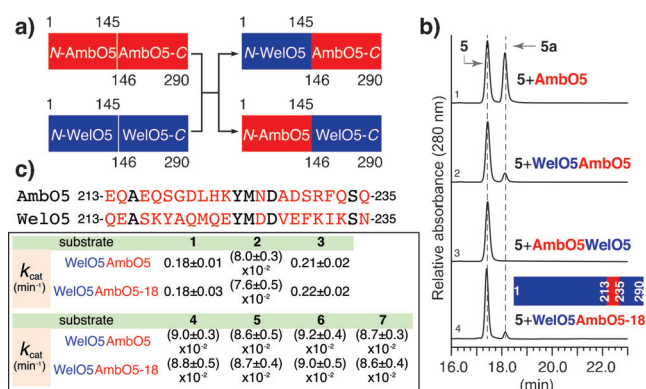 a)
1 145
N-AmbO5 AmbO5-C
146 290
1 145
N-WelO5 WelO5-C
146 290
1 145
N-WelO5 AmbO5-C
146 290
1 145
N-AmbO5 WelO5-C
146 290
b)
Relative absorbance (280 nm)
5 5a
1 5+AmbO5
2 5+WelO5AmbO5
3 5+AmbO5WelO5
1 213 235 290
4 5+WelO5AmbO5-18
16.0 18.0 20.0 22.0
(min)
c)
AmbO5 213-EQAEQSGDLHKYMNDADSRFQSQ-235
WelO5 213-QEASKYAQMQEYMDDVEFKIKSN-235
substrate 1 2 3
kcat (min⁻¹)
WelO5AmbO5 0.18±0.01 (8.0±0.3) x10⁻² 0.21±0.02
WelO5AmbO5-18 0.18±0.03 (7.6±0.5) x10⁻² 0.22±0.02
substrate 4 5 6 7
kcat (min⁻¹)
WelO5AmbO5 (9.0±0.3) x10⁻² (8.6±0.5) x10⁻² (9.2±0.4) x10⁻² (8.7±0.3) x10⁻²
WelO5AmbO5-18 (8.8±0.5) x10⁻² (8.7±0.4) x10⁻² (9.0±0.5) x10⁻² (8.6±0.4) x10⁻²